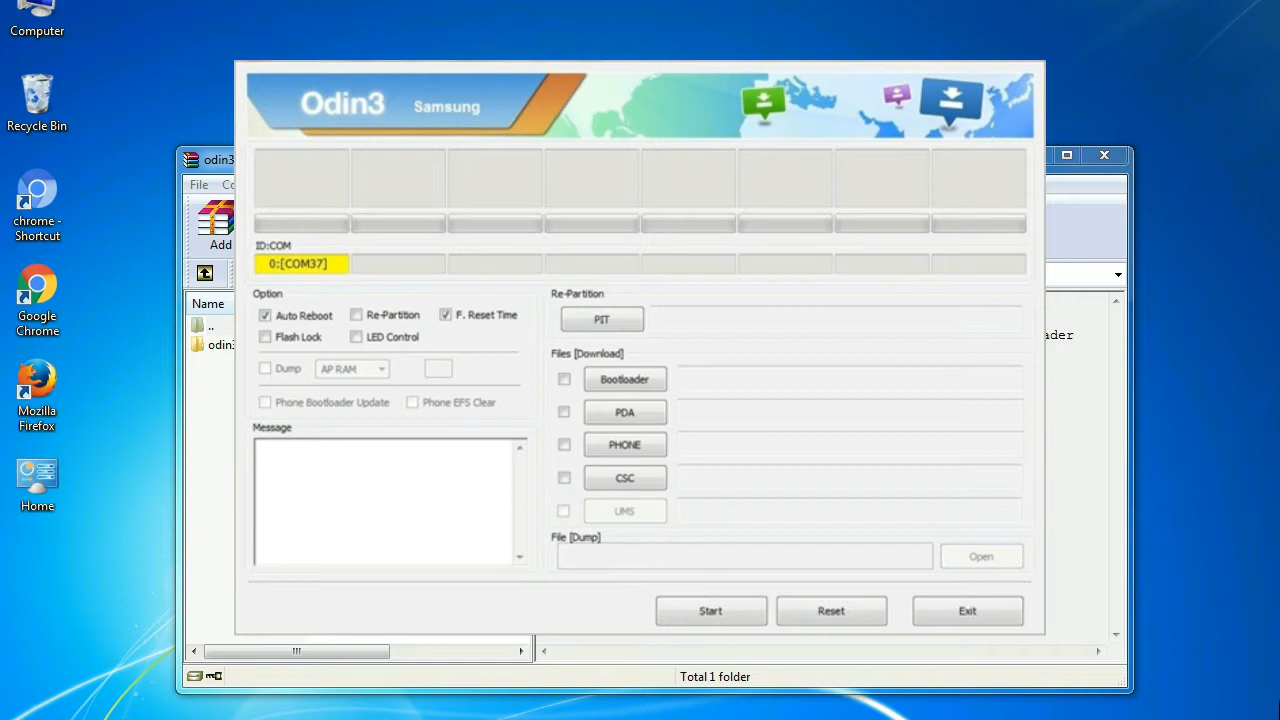 Computer
Recycle Bin
chrome -
Shortcut
Google
Chrome
Mozilla
Firefox
Home
odin3
File
Add
Name
..
odin3
Odin3 Samsung
ID:COM
0:[COM37]
Option
Auto Reboot Re-Partition F. Reset Time
Flash Lock LED Control
Dump AP RAM
Phone Bootloader Update Phone EFS Clear
Message
Re-Partition
PIT
Files [Download]
Bootloader
PDA
PHONE
CSC
UMS
File [Dump]
Open
Start Reset Exit
ader
Total 1 folder